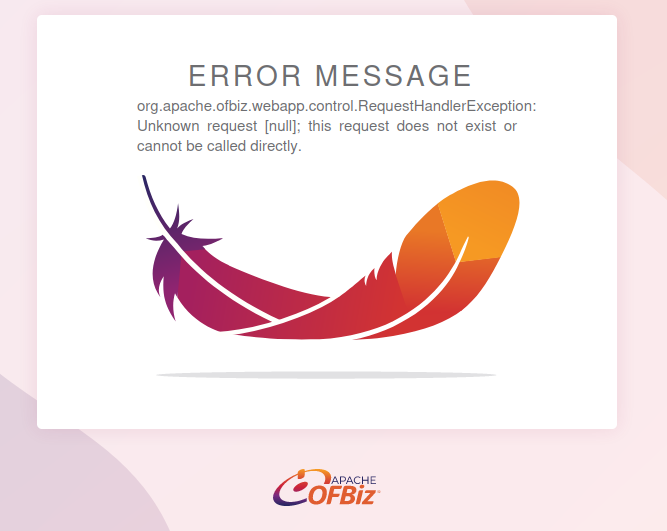 ERROR MESSAGE
org.apache.ofbiz.webapp.control.RequestHandlerException:
Unknown request [null]; this request does not exist or
cannot be called directly.
APACHE
OFBiz